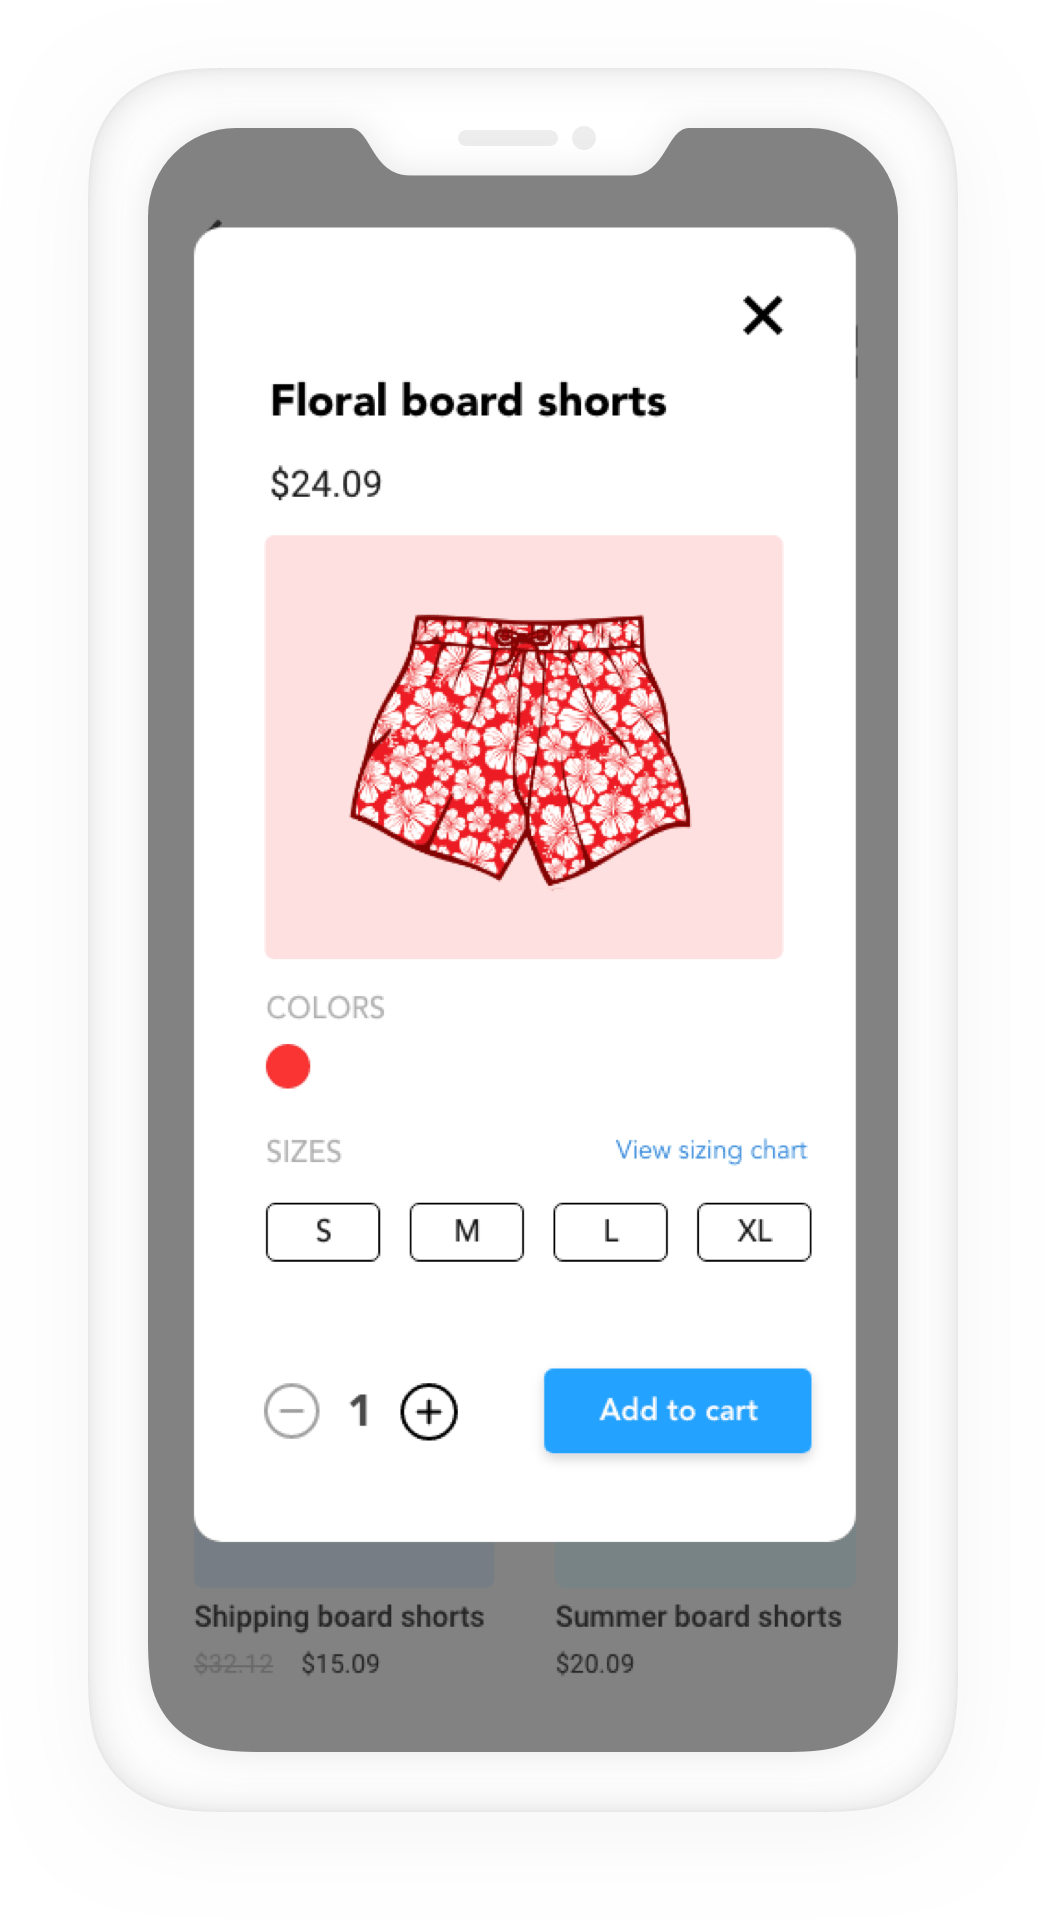 Floral board shorts
$24.09
COLORS
SIZES View sizing chart
S M L XL
1 Add to cart
Shipping board shorts Summer board shorts
$32.12 $15.09 $20.09